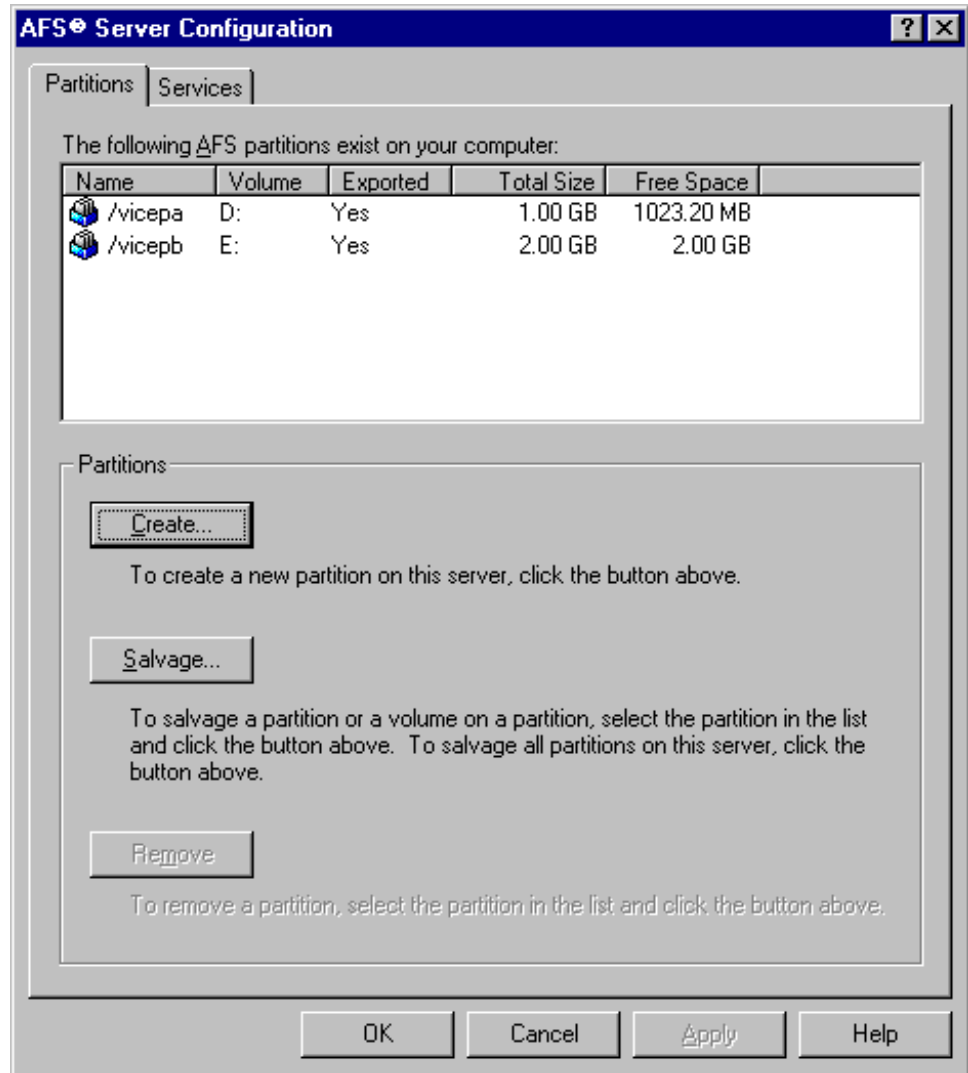 AFS® Server Configuration
Partitions Services
The following AFS partitions exist on your computer:
Name Volume Exported Total Size Free Space
/vicepa D: Yes 1.00 GB 1023.20 MB
/vicepb E: Yes 2.00 GB 2.00 GB
Partitions
Create...
To create a new partition on this server, click the button above.
Salvage...
To salvage a partition or a volume on a partition, select the partition in the list
and click the button above. To salvage all partitions on this server, click the
button above.
Remove
To remove a partition, select the partition in the list and click the button above.
OK Cancel Apply Help